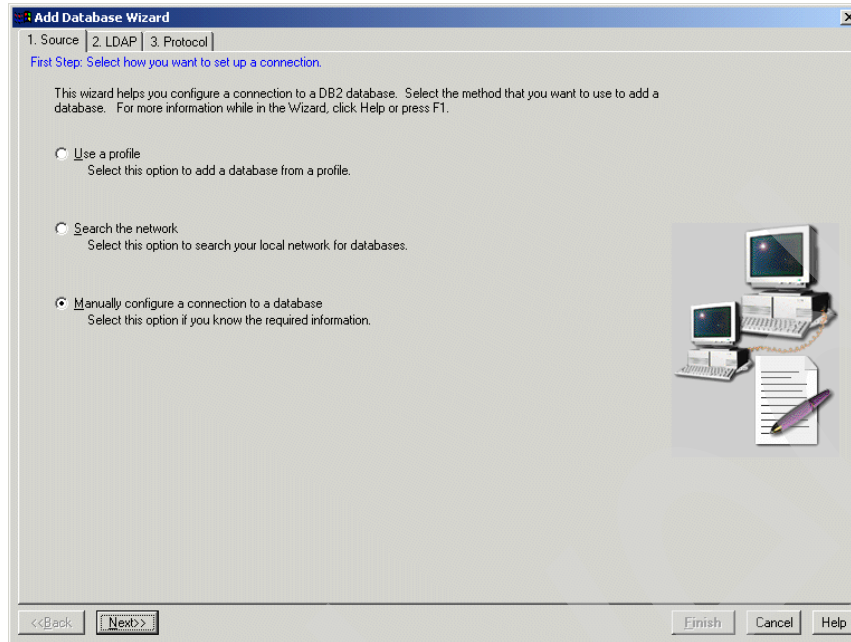 Add Database Wizard
1. Source 2. LDAP 3. Protocol
First Step: Select how you want to set up a connection.
This wizard helps you configure a connection to a DB2 database. Select the method that you want to use to add a
database. For more information while in the Wizard, click Help or press F1.
Use a profile
Select this option to add a database from a profile.
Search the network
Select this option to search your local network for databases.
Manually configure a connection to a database
Select this option if you know the required information.
<<Back Next>> Finish Cancel Help